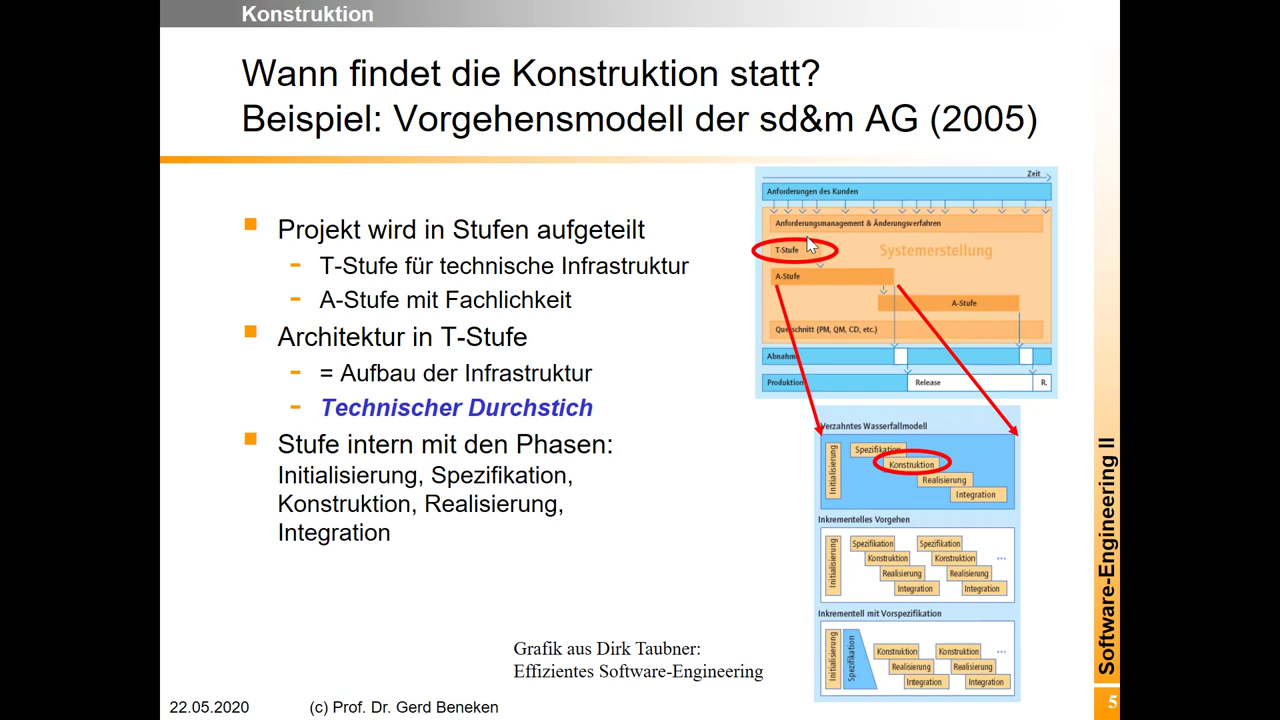 Konstruktion
Wann findet die Konstruktion statt?
Beispiel: Vorgehensmodell der sd&m AG (2005)
Projekt wird in Stufen aufgeteilt
- T-Stufe für technische Infrastruktur
- A-Stufe mit Fachlichkeit
Architektur in T-Stufe
- = Aufbau der Infrastruktur
- Technischer Durchstich
Stufe intern mit den Phasen:
Initialisierung, Spezifikation,
Konstruktion, Realisierung,
Integration
Zeit
Anforderungen des Kunden
Anforderungsmanagement & Änderungsverfahren
T-Stufe
Systemerstellung
A-Stufe
A-Stufe
Querschnitt (PM, QM, CD, etc.)
Abnahme
Produktion
Release
R.
Verzahntes Wasserfallmodell
Initialisierung
Spezifikation
Konstruktion
Realisierung
Integration
Inkrementelles Vorgehen
Initialisierung
Spezifikation Spezifikation
Konstruktion Konstruktion ...
Realisierung Realisierung
Integration Integration
Inkrementell mit Vorspezifikation
Initialisierung
Spezifikation
Konstruktion Konstruktion ...
Realisierung Realisierung
Integration Integration
Grafik aus Dirk Taubner:
Effizientes Software-Engineering
Software-Engineering II
22.05.2020 (c) Prof. Dr. Gerd Beneken
5